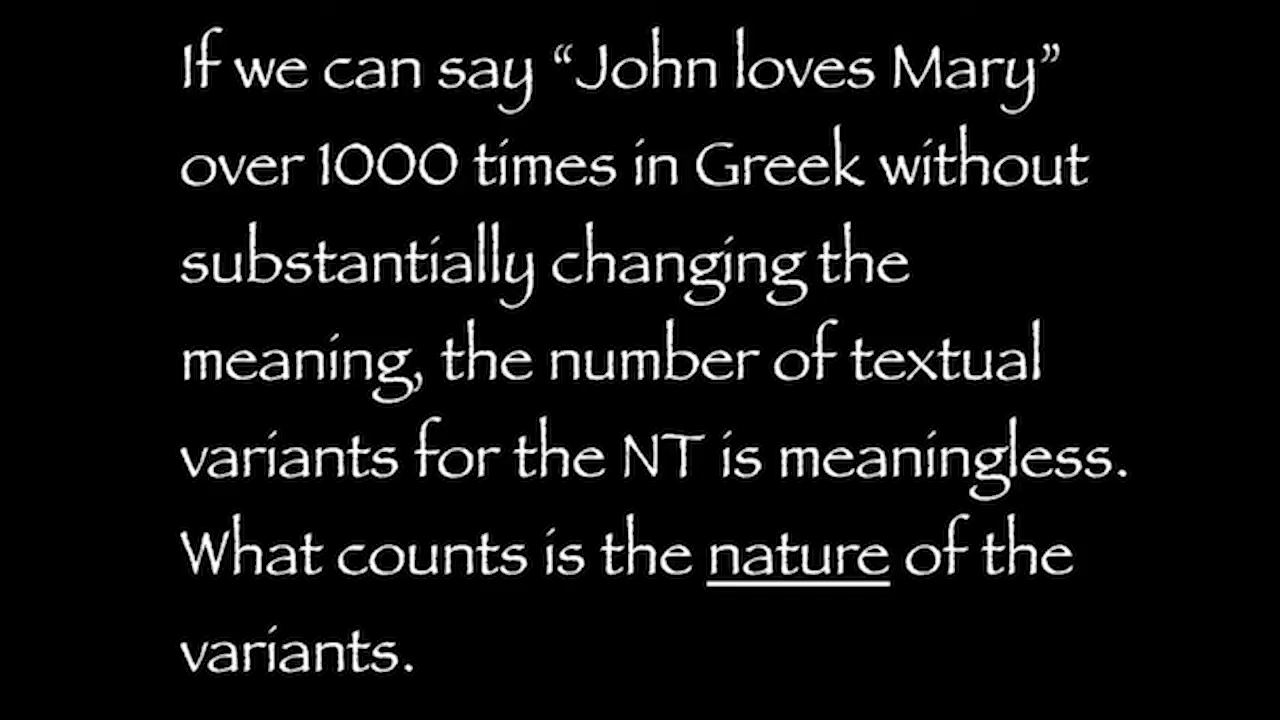 If we can say “John loves Mary”
over 1000 times in Greek without
substantially changing the
meaning, the number of textual
variants for the NT is meaningless.
What counts is the nature of the
variants.